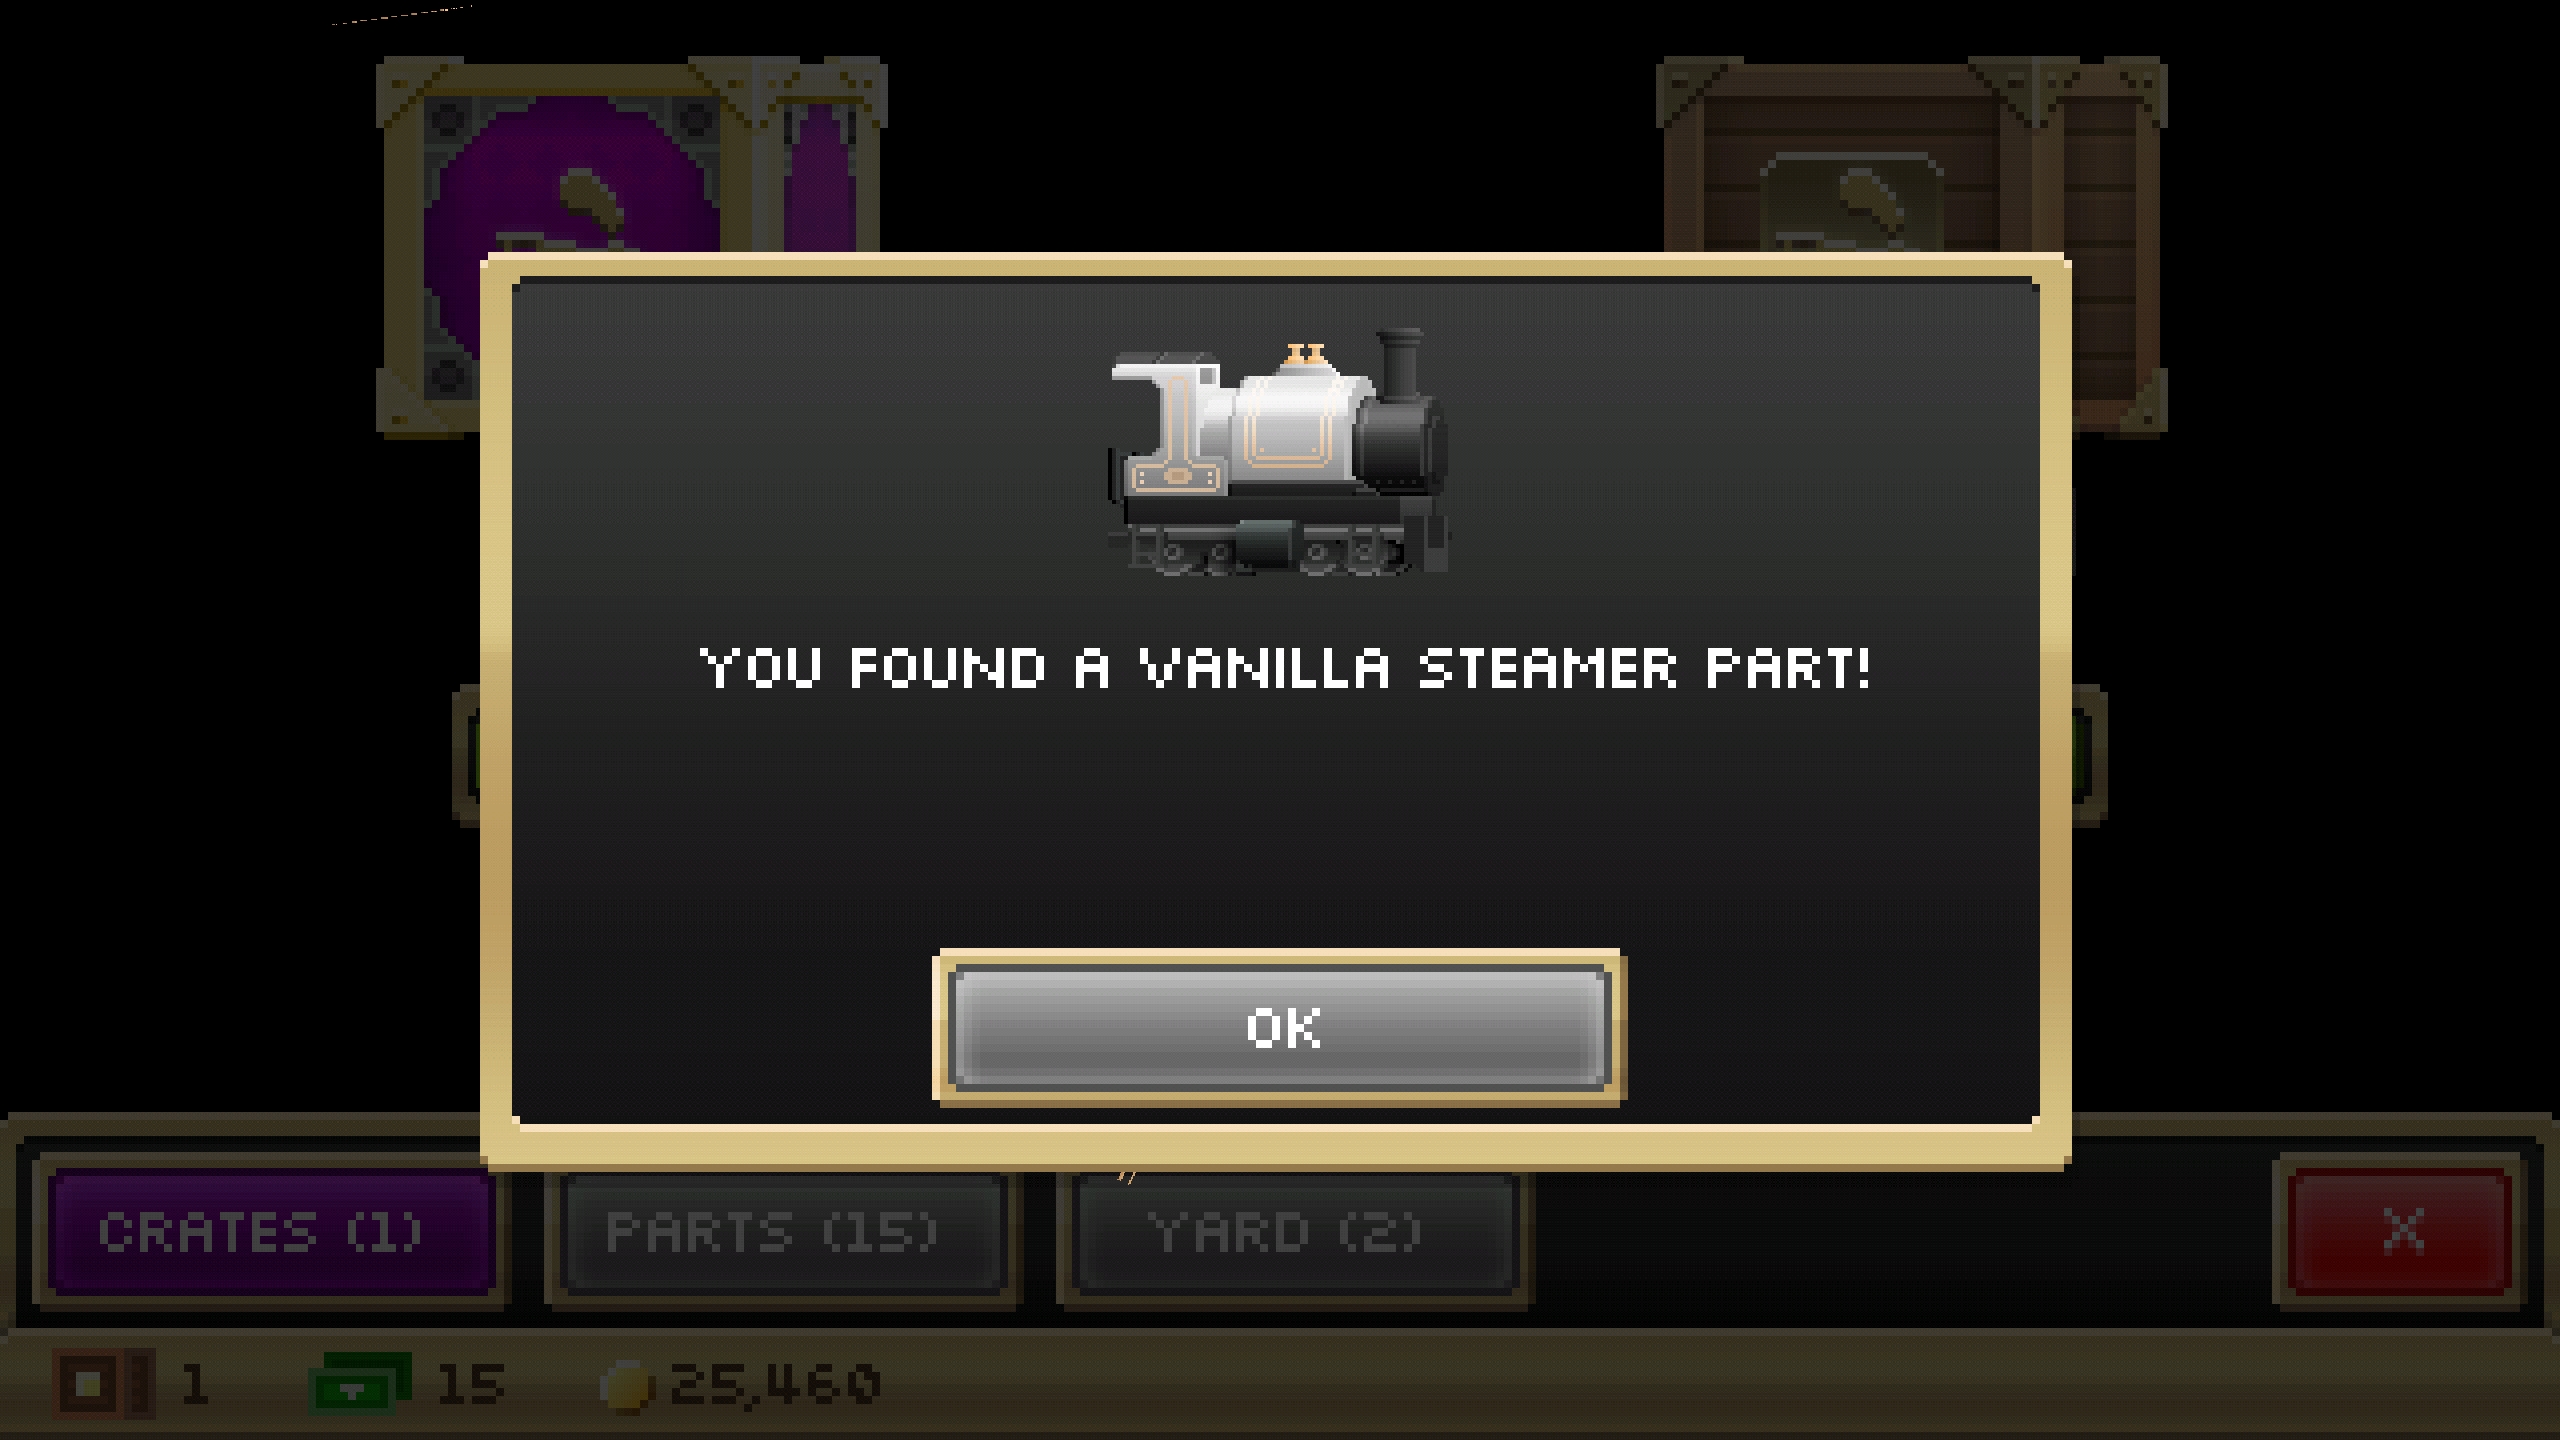 YOU FOUND A VANILLA STEAMER PART!
OK
CRATES (1)
PARTS (15)
YARD (2)
X
1
15
25,460